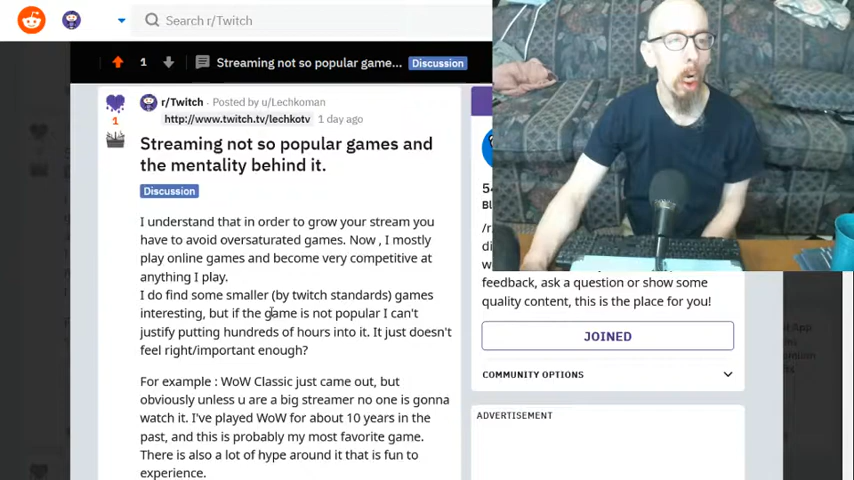 Search r/Twitch
1
Streaming not so popular game...
Discussion
r/Twitch · Posted by u/Lechkoman
http://www.twitch.tv/lechkotv 1 day ago
1
Streaming not so popular games and
the mentality behind it.
Discussion
I understand that in order to grow your stream you
have to avoid oversaturated games. Now , I mostly
play online games and become very competitive at
anything I play.
I do find some smaller (by twitch standards) games
interesting, but if the game is not popular I can't
justify putting hundreds of hours into it. It just doesn't
feel right/important enough?
For example : WoW Classic just came out, but
obviously unless u are a big streamer no one is gonna
watch it. I've played WoW for about 10 years in the
past, and this is probably my most favorite game.
There is also a lot of hype around it that is fun to
experience.
feedback, ask a question or show some
quality content, this is the place for you!
JOINED
COMMUNITY OPTIONS
ADVERTISEMENT